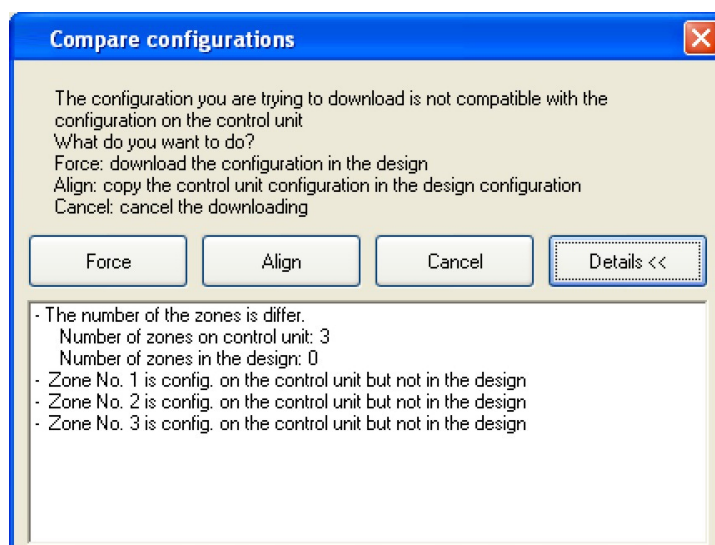 Compare configurations
The configuration you are trying to download is not compatible with the
configuration on the control unit
What do you want to do?
Force: download the configuration in the design
Align: copy the control unit configuration in the design configuration
Cancel: cancel the downloading
Force
Align
Cancel
Details <<
- The number of the zones is differ.
Number of zones on control unit: 3
Number of zones in the design: 0
- Zone No. 1 is config. on the control unit but not in the design
- Zone No. 2 is config. on the control unit but not in the design
- Zone No. 3 is config. on the control unit but not in the design